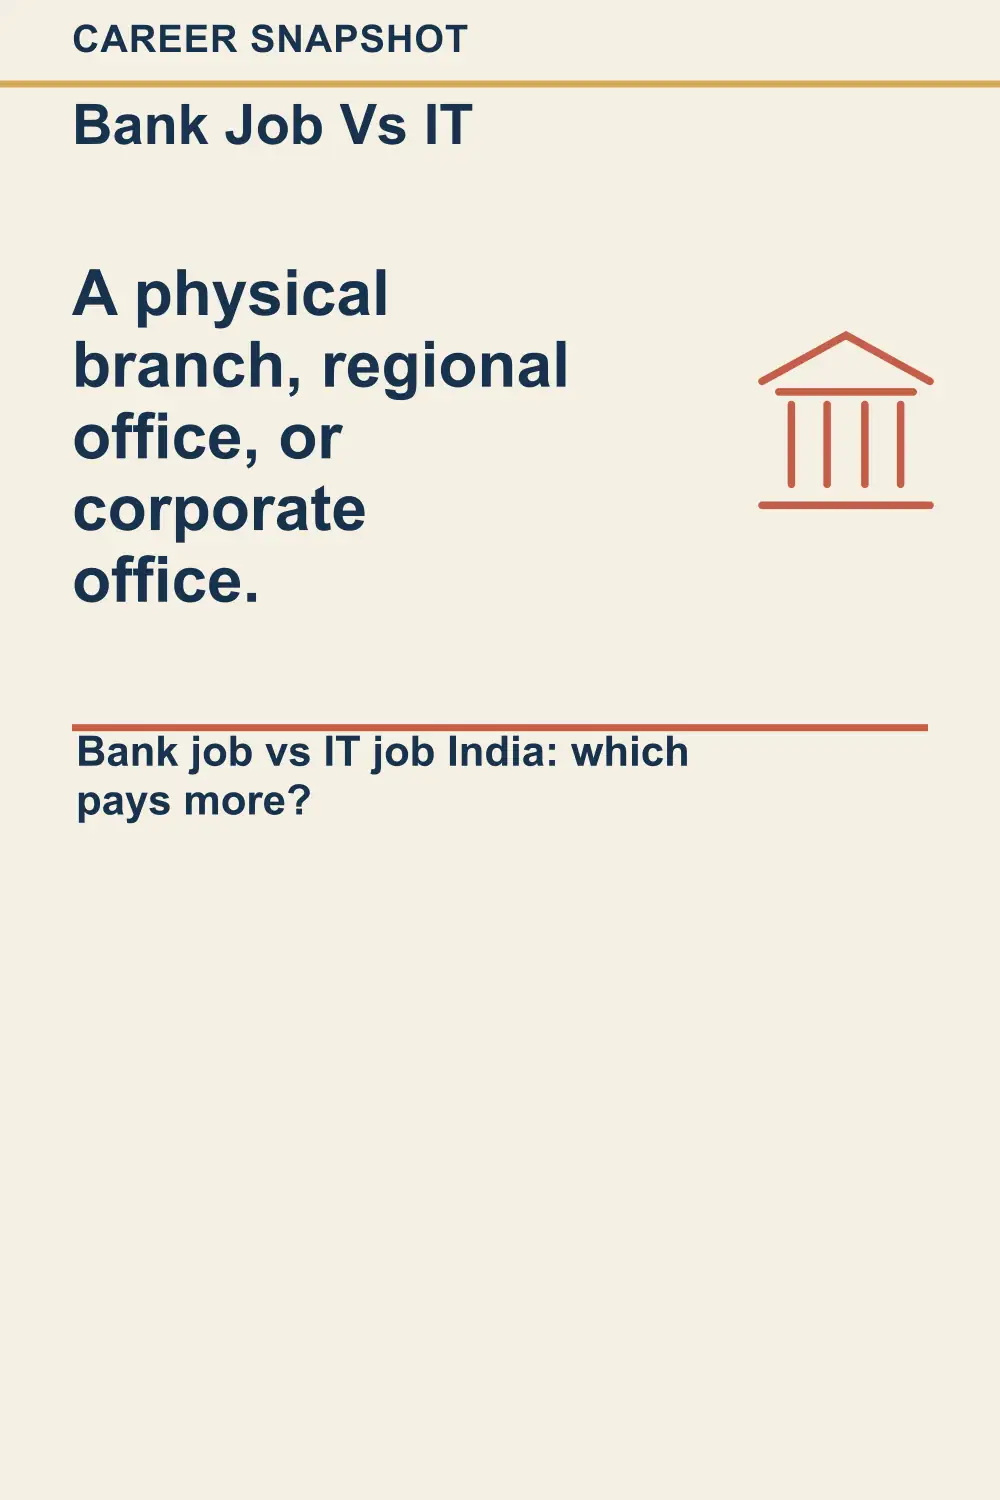 CAREER SNAPSHOT
Bank Job Vs IT
A physical
branch, regional
office, or
corporate
office.
Bank job vs IT job India: which
pays more?